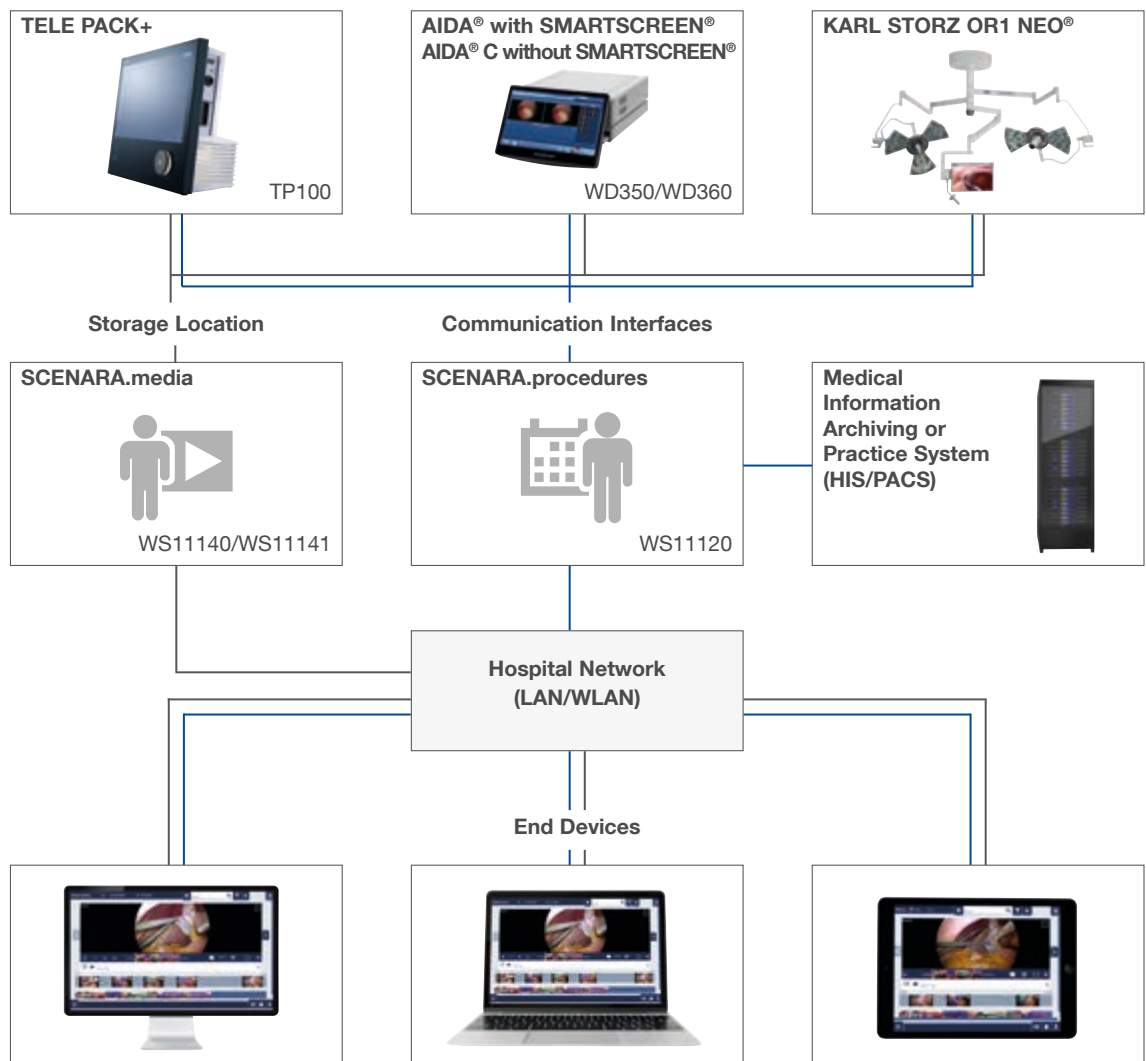 TELE PACK+
TP100
AIDA® with SMARTSCREEN®
AIDA® C without SMARTSCREEN®
WD350/WD360
KARL STORZ OR1 NEO®
Storage Location
Communication Interfaces
SCENARA.media
WS11140/WS11141
SCENARA.procedures
WS11120
Medical
Information
Archiving or
Practice System
(HIS/PACS)
Hospital Network
(LAN/WLAN)
End Devices